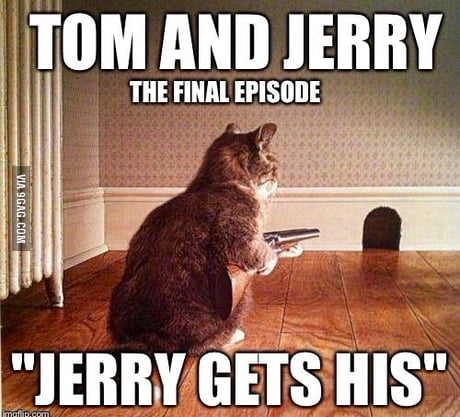 TOM AND JERRY
THE FINAL EPISODE
VIA 9GAG.COM
"JERRY GETS HIS"
imgflip.com